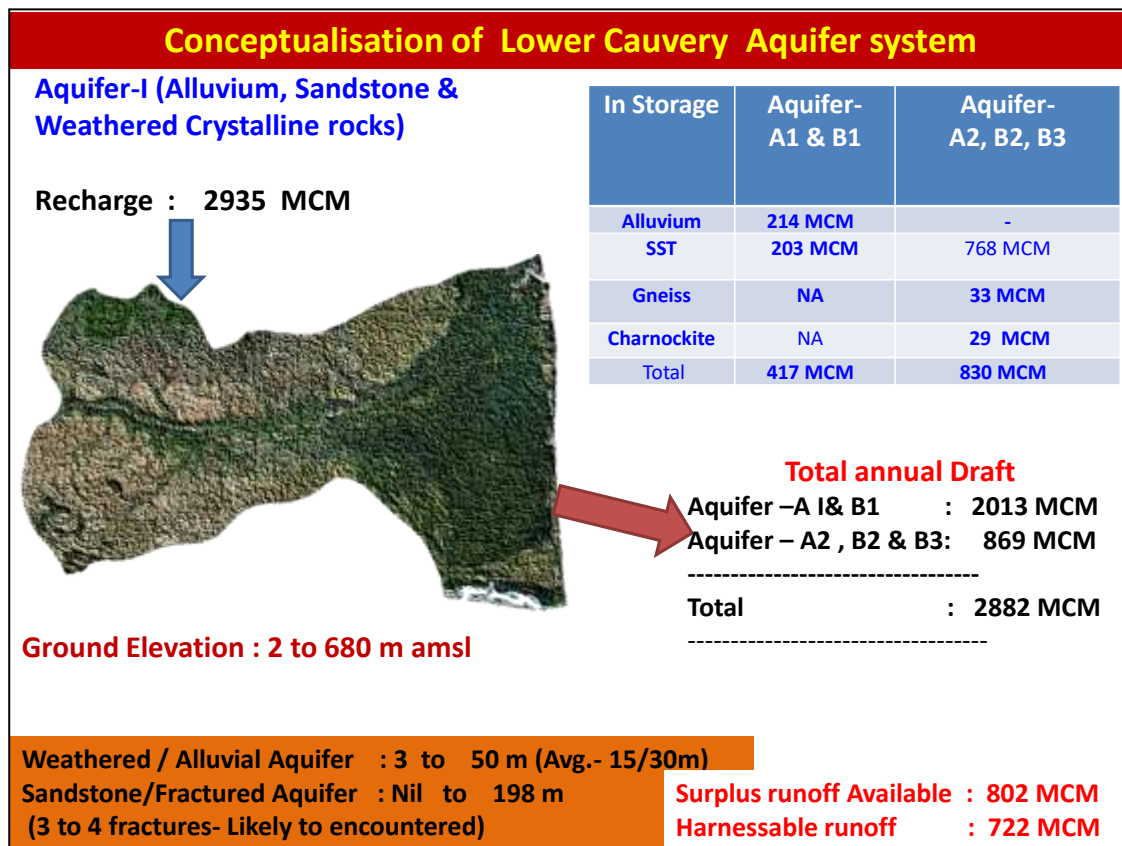 Conceptualisation of Lower Cauvery Aquifer system
Aquifer-I (Alluvium, Sandstone &
Weathered Crystalline rocks)
Recharge : 2935 MCM
In Storage Aquifer- Aquifer-
A1 & B1 A2, B2, B3
Alluvium 214 MCM -
SST 203 MCM 768 MCM
Gneiss NA 33 MCM
Charnockite NA 29 MCM
Total 417 MCM 830 MCM
Total annual Draft
Aquifer –A I& B1 : 2013 MCM
Aquifer – A2 , B2 & B3: 869 MCM
----------------------------------
Total : 2882 MCM
-----------------------------------
Ground Elevation : 2 to 680 m amsl
Weathered / Alluvial Aquifer : 3 to 50 m (Avg.- 15/30m)
Sandstone/Fractured Aquifer : Nil to 198 m
(3 to 4 fractures- Likely to encountered)
Surplus runoff Available : 802 MCM
Harnessable runoff : 722 MCM